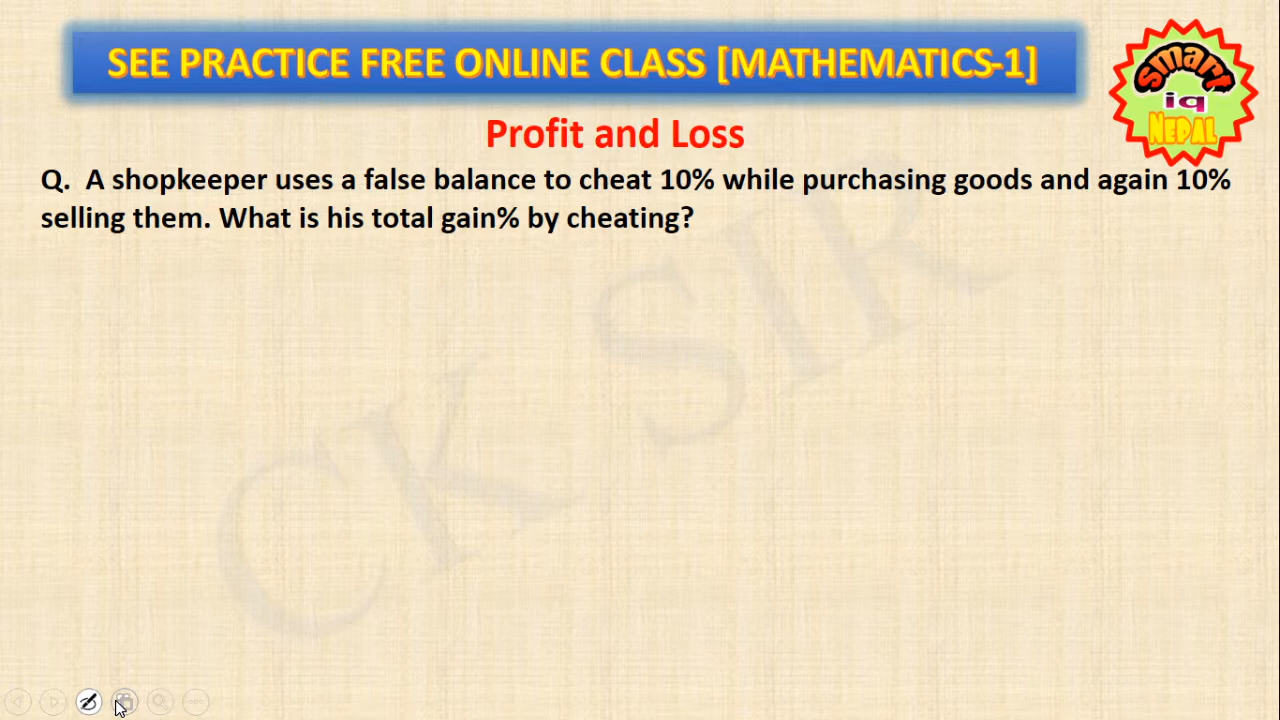 SEE PRACTICE FREE ONLINE CLASS [MATHEMATICS-1]
smart
iq
NEPAL
Profit and Loss
Q. A shopkeeper uses a false balance to cheat 10% while purchasing goods and again 10%
selling them. What is his total gain% by cheating?
CK SIR